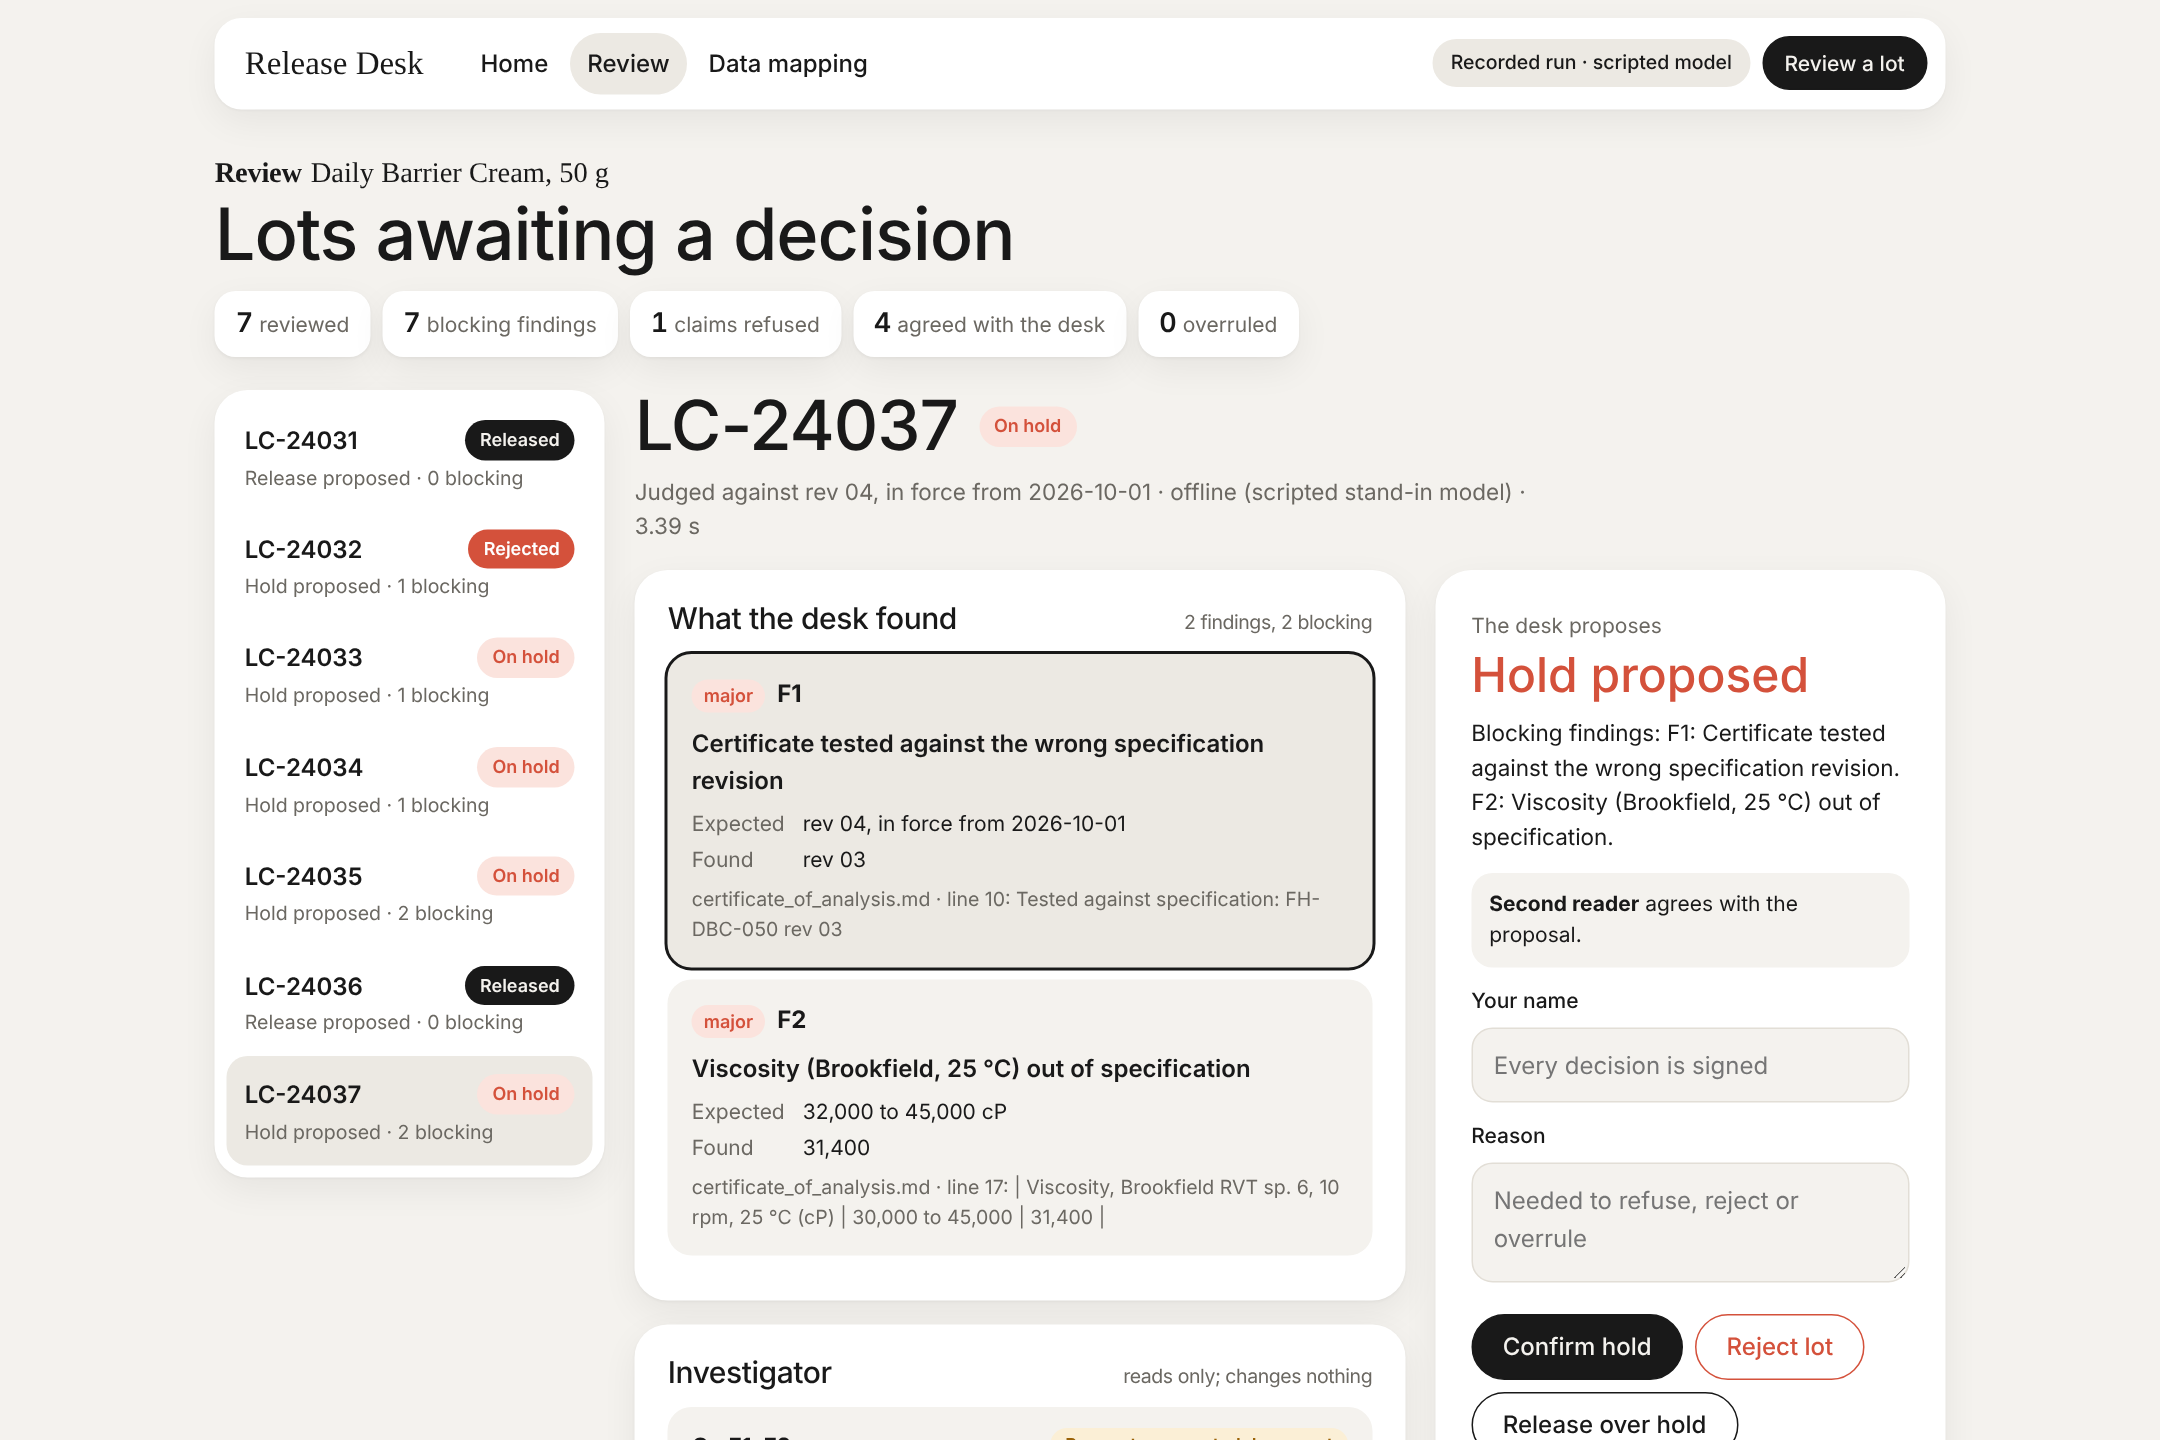 Release Desk
Home
Review
Data mapping
Recorded run · scripted model
Review a lot
Review Daily Barrier Cream, 50 g
Lots awaiting a decision
7 reviewed
7 blocking findings
1 claims refused
4 agreed with the desk
0 overruled
LC-24031
Released
Release proposed · 0 blocking
LC-24032
Rejected
Hold proposed · 1 blocking
LC-24033
On hold
Hold proposed · 1 blocking
LC-24034
On hold
Hold proposed · 1 blocking
LC-24035
On hold
Hold proposed · 2 blocking
LC-24036
Released
Release proposed · 0 blocking
LC-24037
On hold
Hold proposed · 2 blocking
LC-24037
On hold
Judged against rev 04, in force from 2026-10-01 · offline (scripted stand-in model) ·
3.39 s
What the desk found
2 findings, 2 blocking
major F1
Certificate tested against the wrong specification
revision
Expected rev 04, in force from 2026-10-01
Found rev 03
certificate_of_analysis.md · line 10: Tested against specification: FH-
DBC-050 rev 03
major F2
Viscosity (Brookfield, 25 °C) out of specification
Expected 32,000 to 45,000 cP
Found 31,400
certificate_of_analysis.md · line 17: | Viscosity, Brookfield RVT sp. 6, 10
rpm, 25 °C (cP) | 30,000 to 45,000 | 31,400 |
Investigator
reads only; changes nothing
The desk proposes
Hold proposed
Blocking findings: F1: Certificate tested
against the wrong specification revision.
F2: Viscosity (Brookfield, 25 °C) out of
specification.
Second reader agrees with the
proposal.
Your name
Every decision is signed
Reason
Needed to refuse, reject or
overrule
Confirm hold
Reject lot
Release over hold